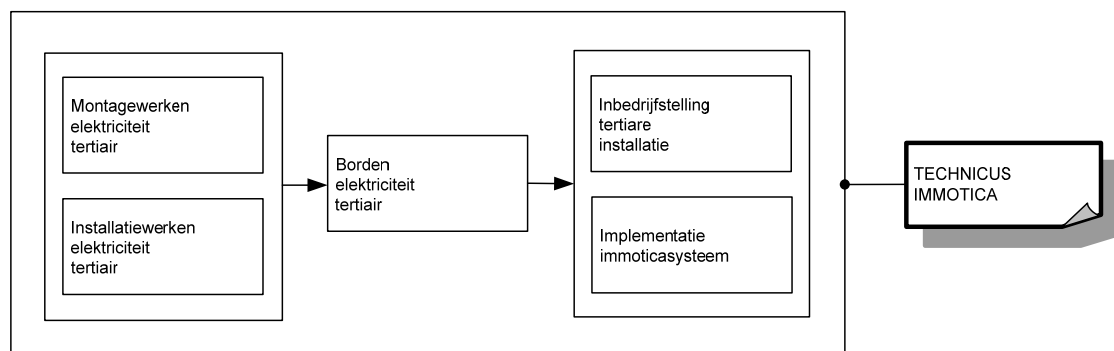 Montagewerken
elektriciteit
tertiair
Installatiewerken
elektriciteit
tertiair
Borden
elektriciteit
tertiair
Inbedrijfstelling
tertiare
installatie
Implementatie
immoticasysteem
TECHNICUS
IMMOTICA